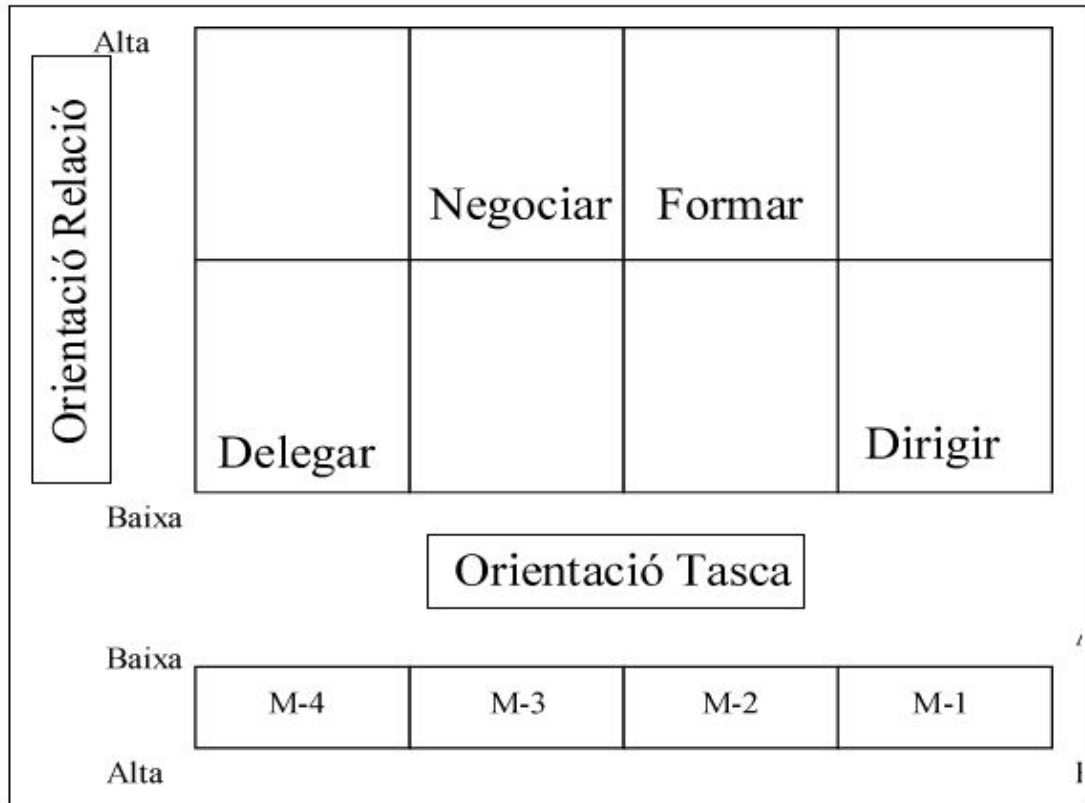 Alta
Orientació Relació
Negociar Formar
Delegar Dirigir
Baixa
Orientació Tasca
Baixa
M-4 M-3 M-2 M-1
Alta